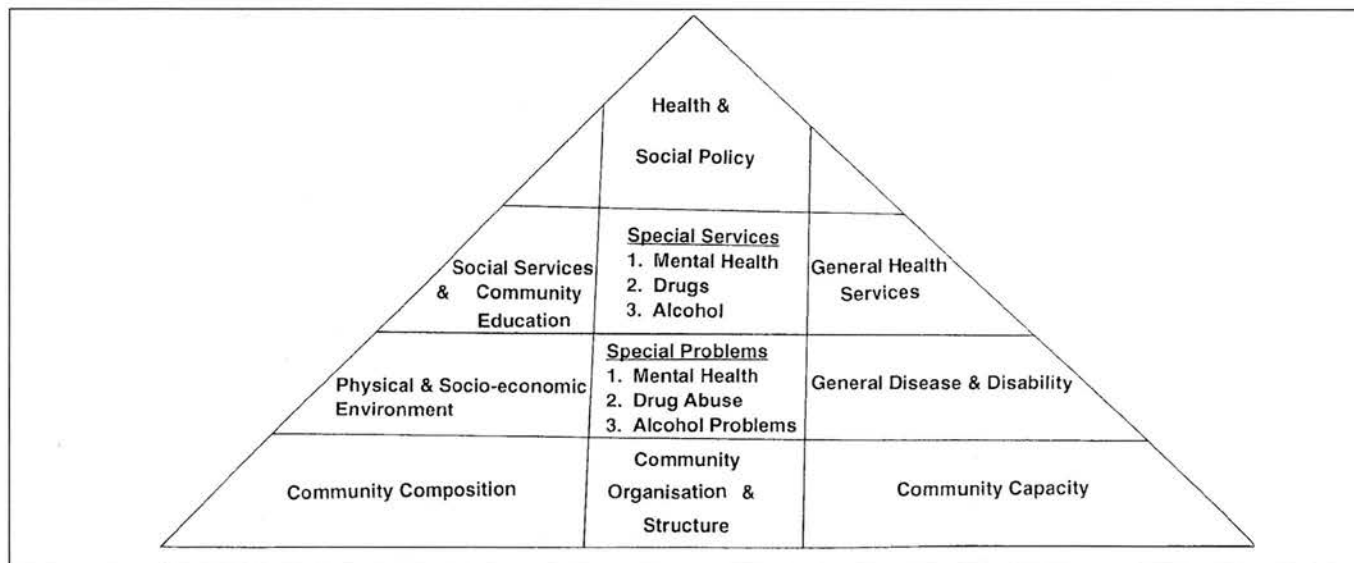 Health &
Social Policy
Social Services
& Community
Education
Special Services
1. Mental Health
2. Drugs
3. Alcohol
General Health
Services
Physical & Socio-economic
Environment
Special Problems
1. Mental Health
2. Drug Abuse
3. Alcohol Problems
General Disease & Disability
Community Composition
Community
Organisation &
Structure
Community Capacity